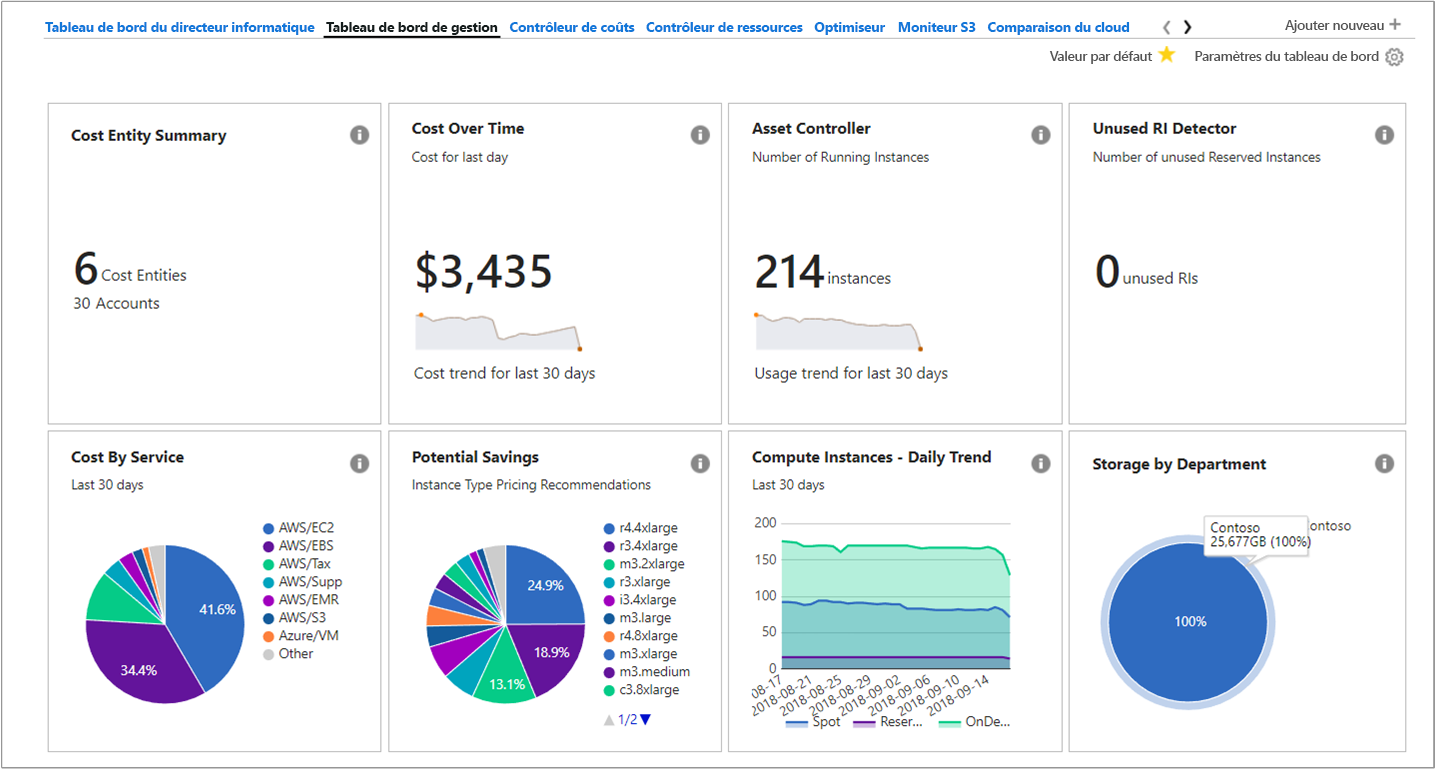 Tableau de bord du directeur informatique Tableau de bord de gestion Contrôleur de coûts Contrôleur de ressources Optimiseur Moniteur S3 Comparaison du cloud Ajouter nouveau
Valeur par défaut Paramètres du tableau de bord
Cost Entity Summary
6 Cost Entities
30 Accounts
Cost Over Time
Cost for last day
$3,435
Cost trend for last 30 days
Asset Controller
Number of Running Instances
214 instances
Usage trend for last 30 days
Unused RI Detector
Number of unused Reserved Instances
0 unused RIs
Cost By Service
Last 30 days
41.6%
34.4%
AWS/EC2
AWS/EBS
AWS/Tax
AWS/Supp
AWS/EMR
AWS/S3
Azure/VM
Other
Potential Savings
Instance Type Pricing Recommendations
24.9%
18.9%
13.1%
r4.4xlarge
r3.4xlarge
m3.2xlarge
r3.xlarge
i3.4xlarge
m3.large
r4.8xlarge
m3.xlarge
m3.medium
c3.8xlarge
1/2
Compute Instances - Daily Trend
Last 30 days
200
150
100
50
0
08-17
2018-08-21
2018-08-25
2018-08-29
2018-09-02
2018-09-06
2018-09-10
2018-09-14
Spot Reser... OnDe...
Storage by Department
Contoso
25,677GB (100%)
ontoso
100%